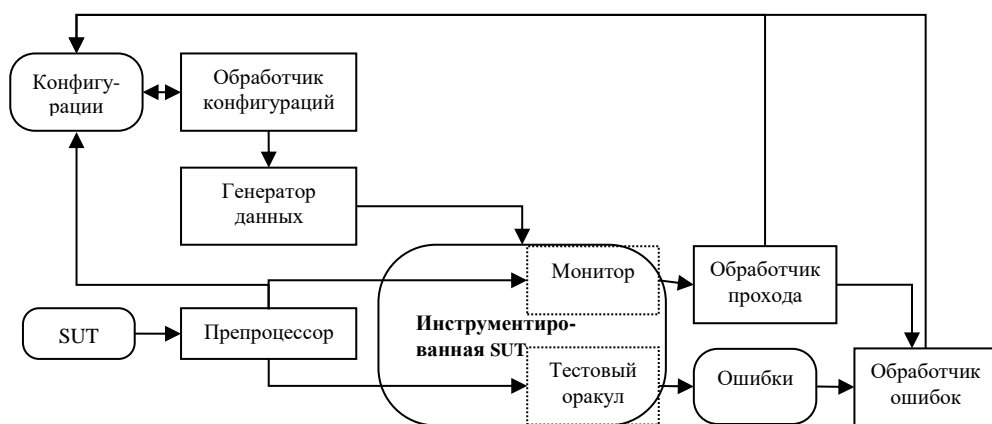 Конфигу-
рации
Обработчик
конфигураций
Генератор
данных
Монитор
Обработчик
прохода
SUT
Препроцессор
Инструментиро-
ванная SUT
Тестовый
оракул
Ошибки
Обработчик
ошибок